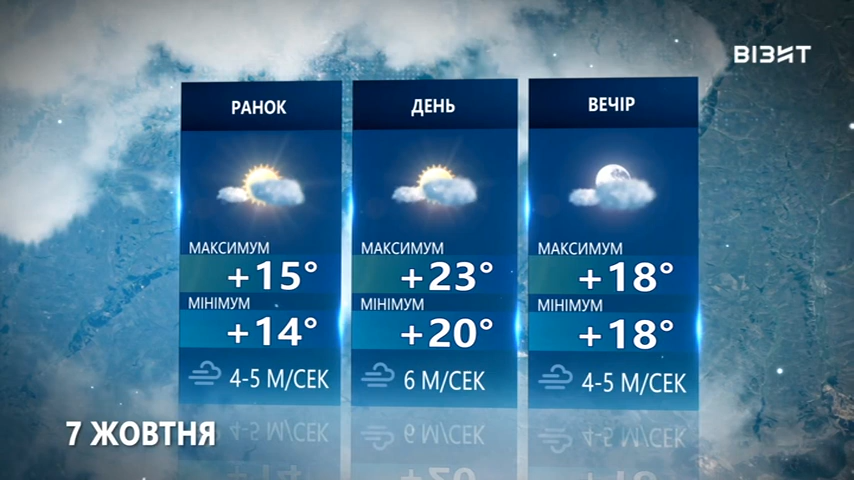 ВІЗИТ
РАНОК
МАКСИМУМ
+15°
МІНІМУМ
+14°
4-5 М/СЕК
ДЕНЬ
МАКСИМУМ
+23°
МІНІМУМ
+20°
6 М/СЕК
ВЕЧІР
МАКСИМУМ
+18°
МІНІМУМ
+18°
4-5 М/СЕК
7 ЖОВТНЯ